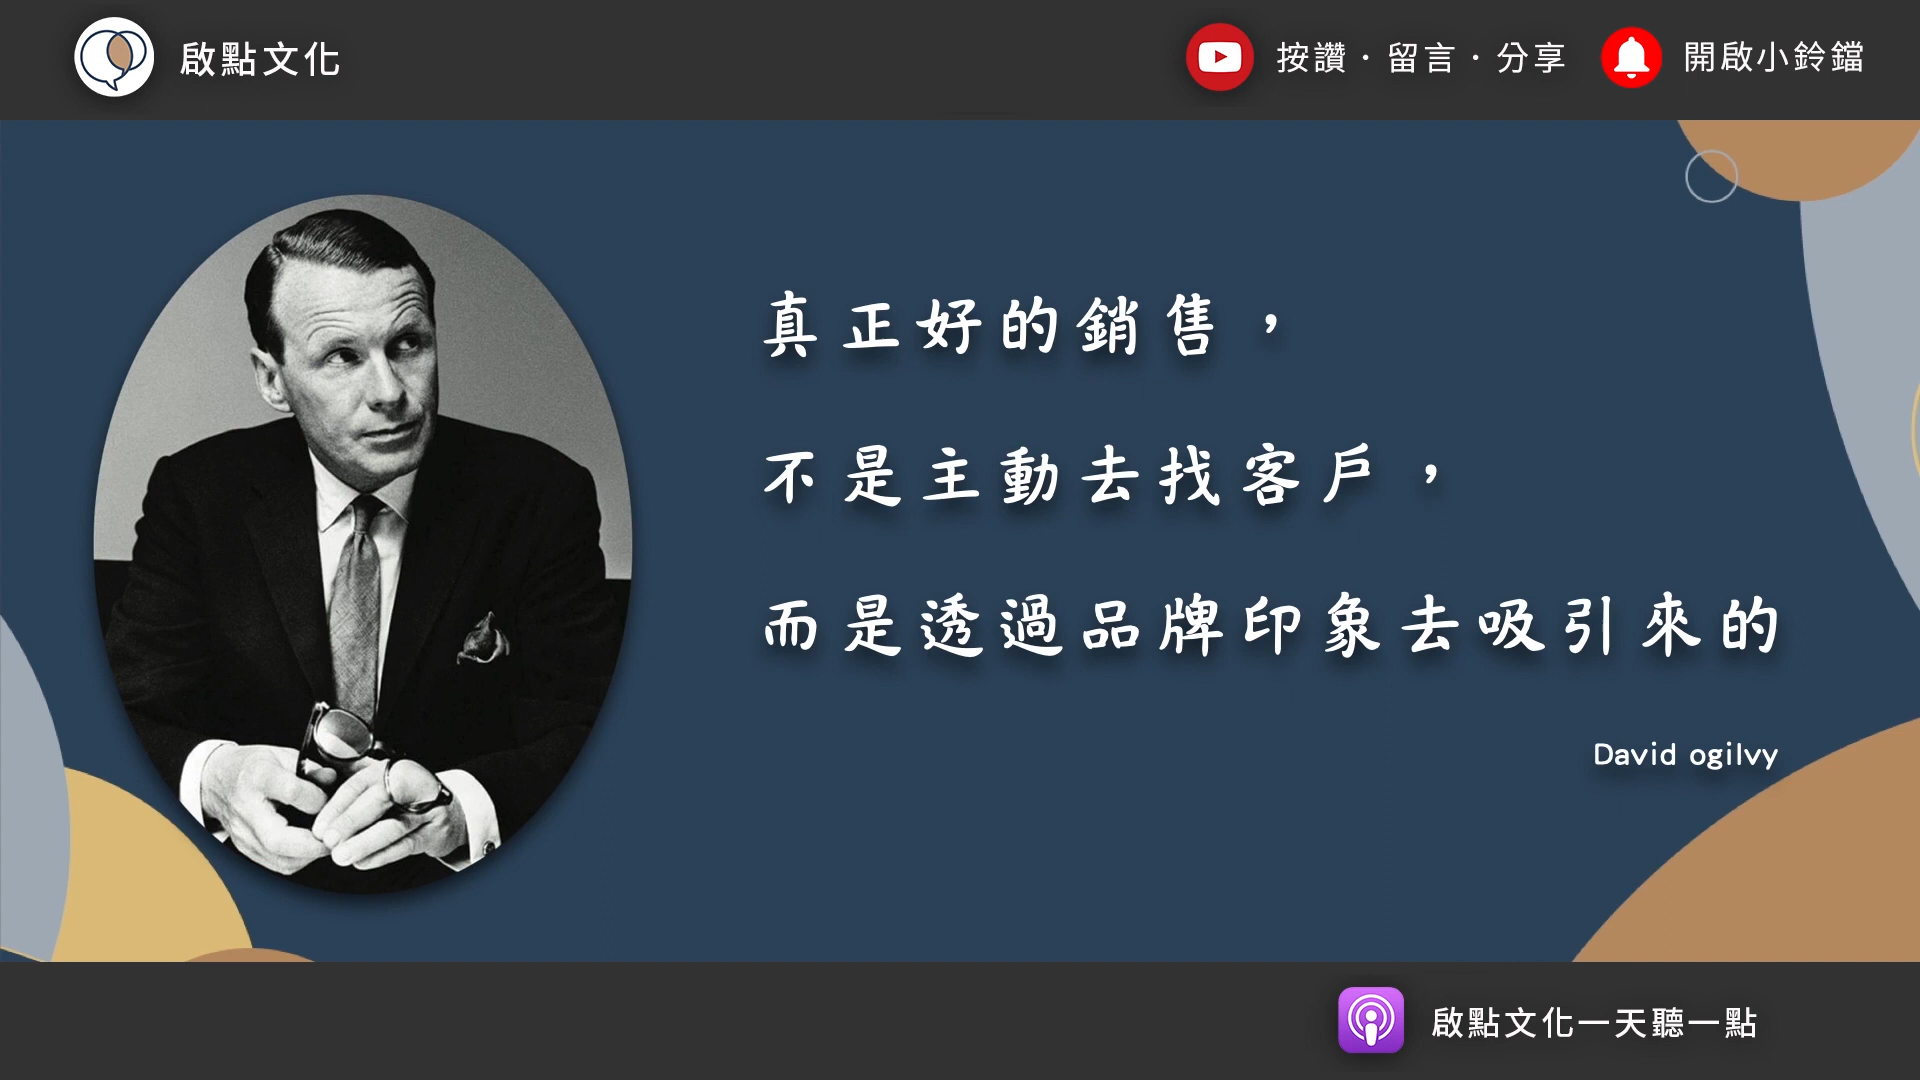 啟點文化
按讚・留言・分享
開啟小鈴鐺
真正好的銷售，
不是主動去找客戶，
而是透過品牌印象去吸引來的
David ogilvy
啟點文化一天聽一點